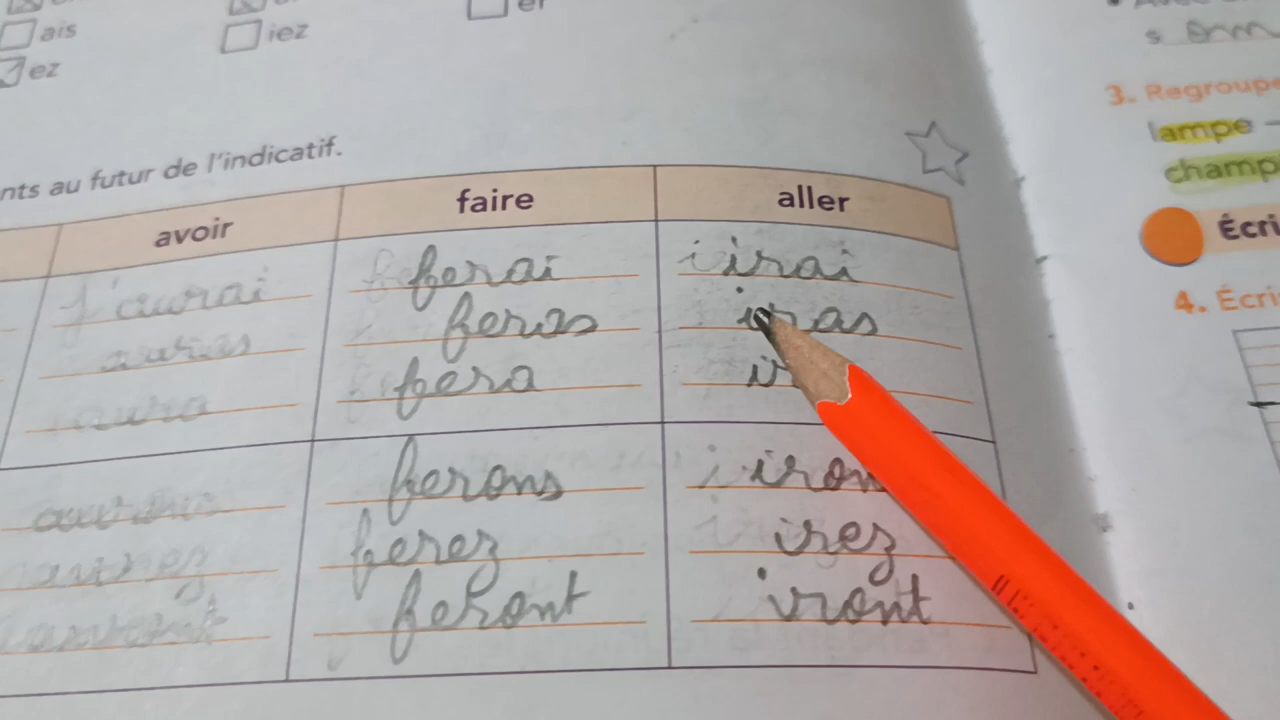 ais
iez
er
ez
nts au futur de l'indicatif.
avoir faire aller
j'aurai ferai irai
auras feras iras
aura fera
ferons
aurez ferez irez
feront iront
3. Regroupe
lampe –
champ
Écri
4. Écri